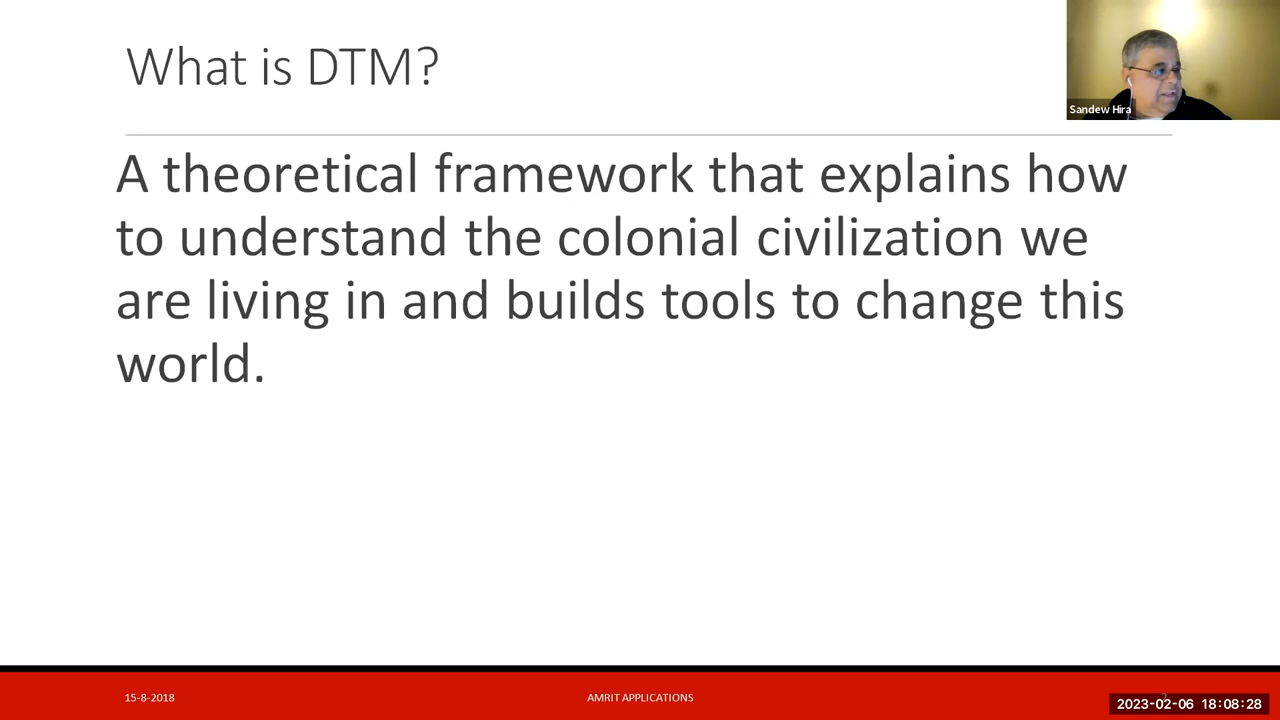 What is DTM?
Sandew Hira
A theoretical framework that explains how
to understand the colonial civilization we
are living in and builds tools to change this
world.
15-8-2018
AMRIT APPLICATIONS
2
2023-02-06 18:08:28